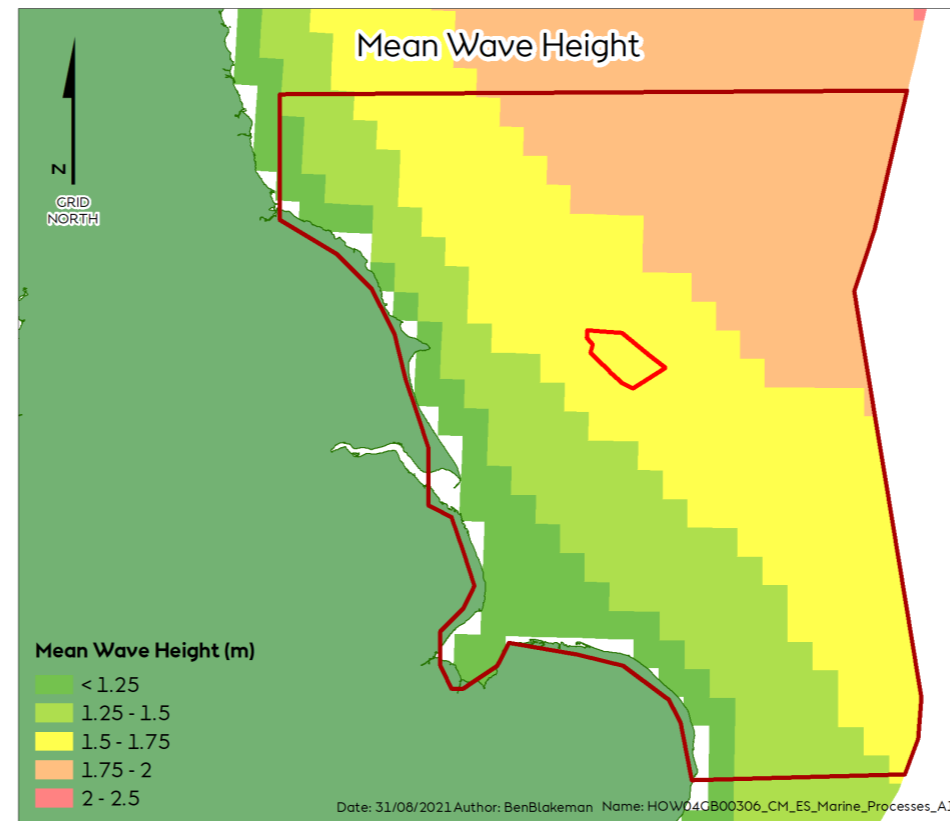 Mean Wave Height
N
GRID
NORTH
Mean Wave Height (m)
< 1.25
1.25 - 1.5
1.5 - 1.75
1.75 - 2
2 - 2.5
Date: 31/08/2021 Author: BenBlakeman Name: HOW04GB00306_CM_ES_Marine_Processes_A3